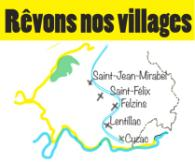 Rêvons nos villages
Saint-Jean-Mirabel
Saint-Félix
Felzins
Lentillac
Cuzac